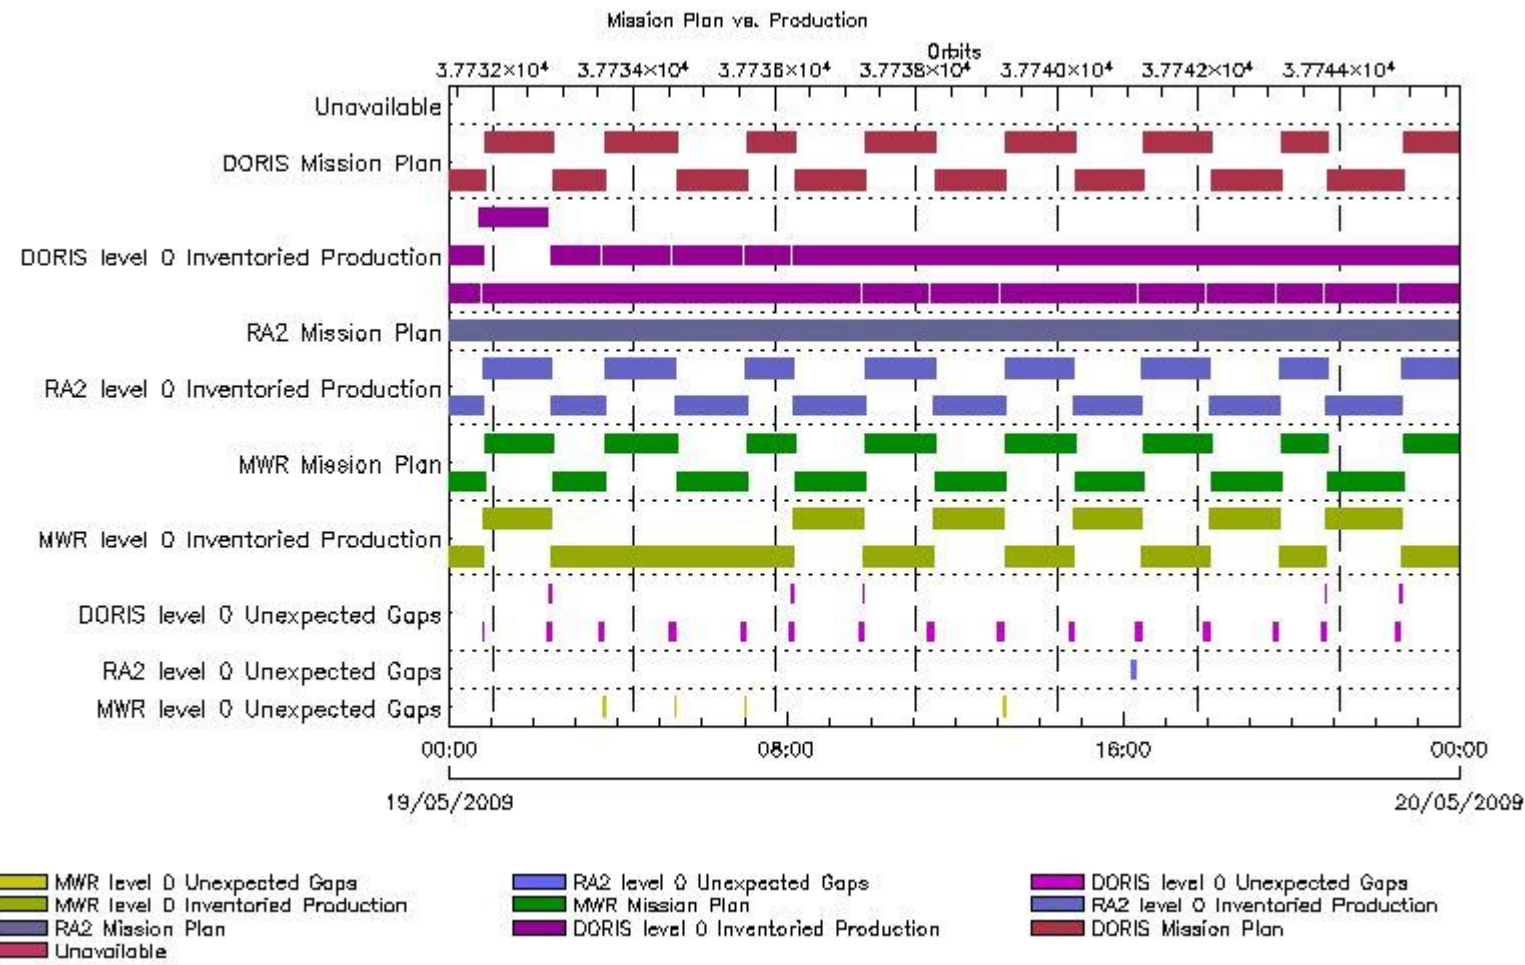 Mission Plan vs. Production
Orbits
3.7732×10⁴ 3.7734×10⁴ 3.7736×10⁴ 3.7738×10⁴ 3.7740×10⁴ 3.7742×10⁴ 3.7744×10⁴
Unavailable
DORIS Mission Plan
DORIS level 0 Inventoried Production
RA2 Mission Plan
RA2 level 0 Inventoried Production
MWR Mission Plan
MWR level 0 Inventoried Production
DORIS level 0 Unexpected Gaps
RA2 level 0 Unexpected Gaps
MWR level 0 Unexpected Gaps
00:00 08:00 16:00 00:00
19/05/2009 20/05/2009
MWR level 0 Unexpected Gaps RA2 level 0 Unexpected Gaps DORIS level 0 Unexpected Gaps
MWR level 0 Inventoried Production MWR Mission Plan RA2 level 0 Inventoried Production
RA2 Mission Plan DORIS level 0 Inventoried Production DORIS Mission Plan
Unavailable